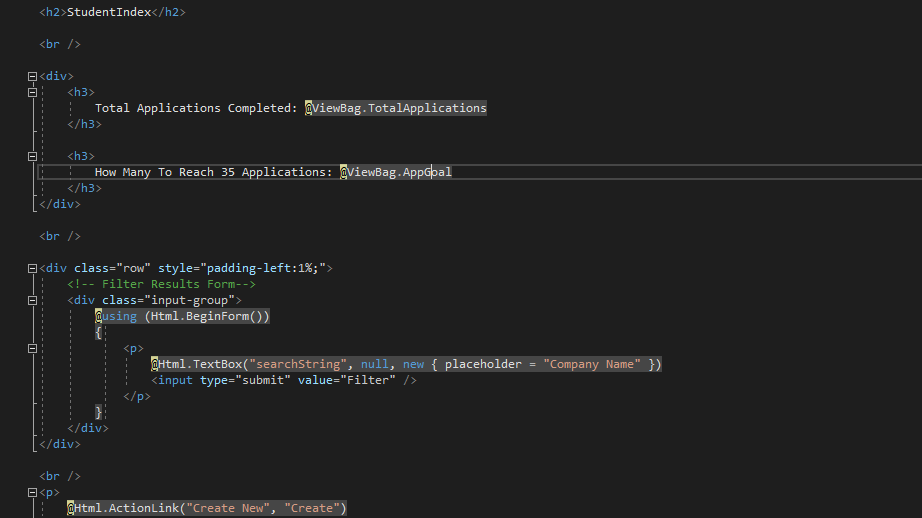 <h2>StudentIndex</h2>
<br />
<div>
<h3>
Total Applications Completed: @ViewBag.TotalApplications
</h3>
<h3>
How Many To Reach 35 Applications: @ViewBag.AppGoal
</h3>
</div>
<br />
<div class="row" style="padding-left:1%;">
<!-- Filter Results Form-->
<div class="input-group">
@using (Html.BeginForm())
{
<p>
@Html.TextBox("searchString", null, new { placeholder = "Company Name" })
<input type="submit" value="Filter" />
</p>
}
</div>
</div>
<br />
<p>
@Html.ActionLink("Create New", "Create")